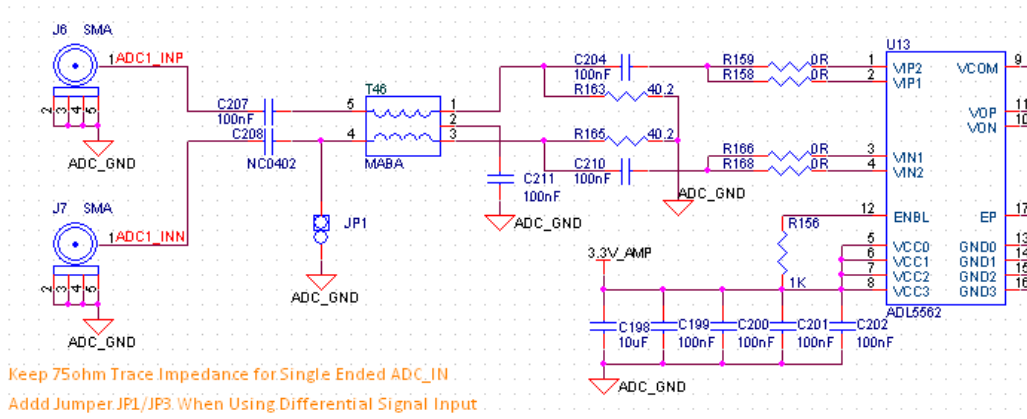 J6 SMA
1 ADC1_INP
2 3 4 5
ADC_GND
J7 SMA
1 ADC1_INN
2 3 4 5
ADC_GND
C207
100nF
C208
NC0402
JP1
ADC_GND
T46
5 1
2
4 3
MABA
C211
100nF
ADC_GND
C204
100nF
R163 40.2
R165 40.2
C210
100nF
ADC_GND
R159 0R
R158 0R
R166 0R
R168 0R
R156
1K
3.3V_AMP
C198
10uF
C199
100nF
C200
100nF
C201
100nF
C202
100nF
ADC_GND
U13
1 VIP2 VCOM 9
2 VIP1
VOP 11
VON 10
3 VIN1
4 VIN2
12 ENBL EP 17
5 VCC0 GND0 13
6 VCC1 GND1 14
7 VCC2 GND2 15
8 VCC3 GND3 16
ADL5562
Keep 75ohm Trace Impedance for Single Ended ADC_IN
Addd Jumper JP1/JP3 When Using Differential Signal Input